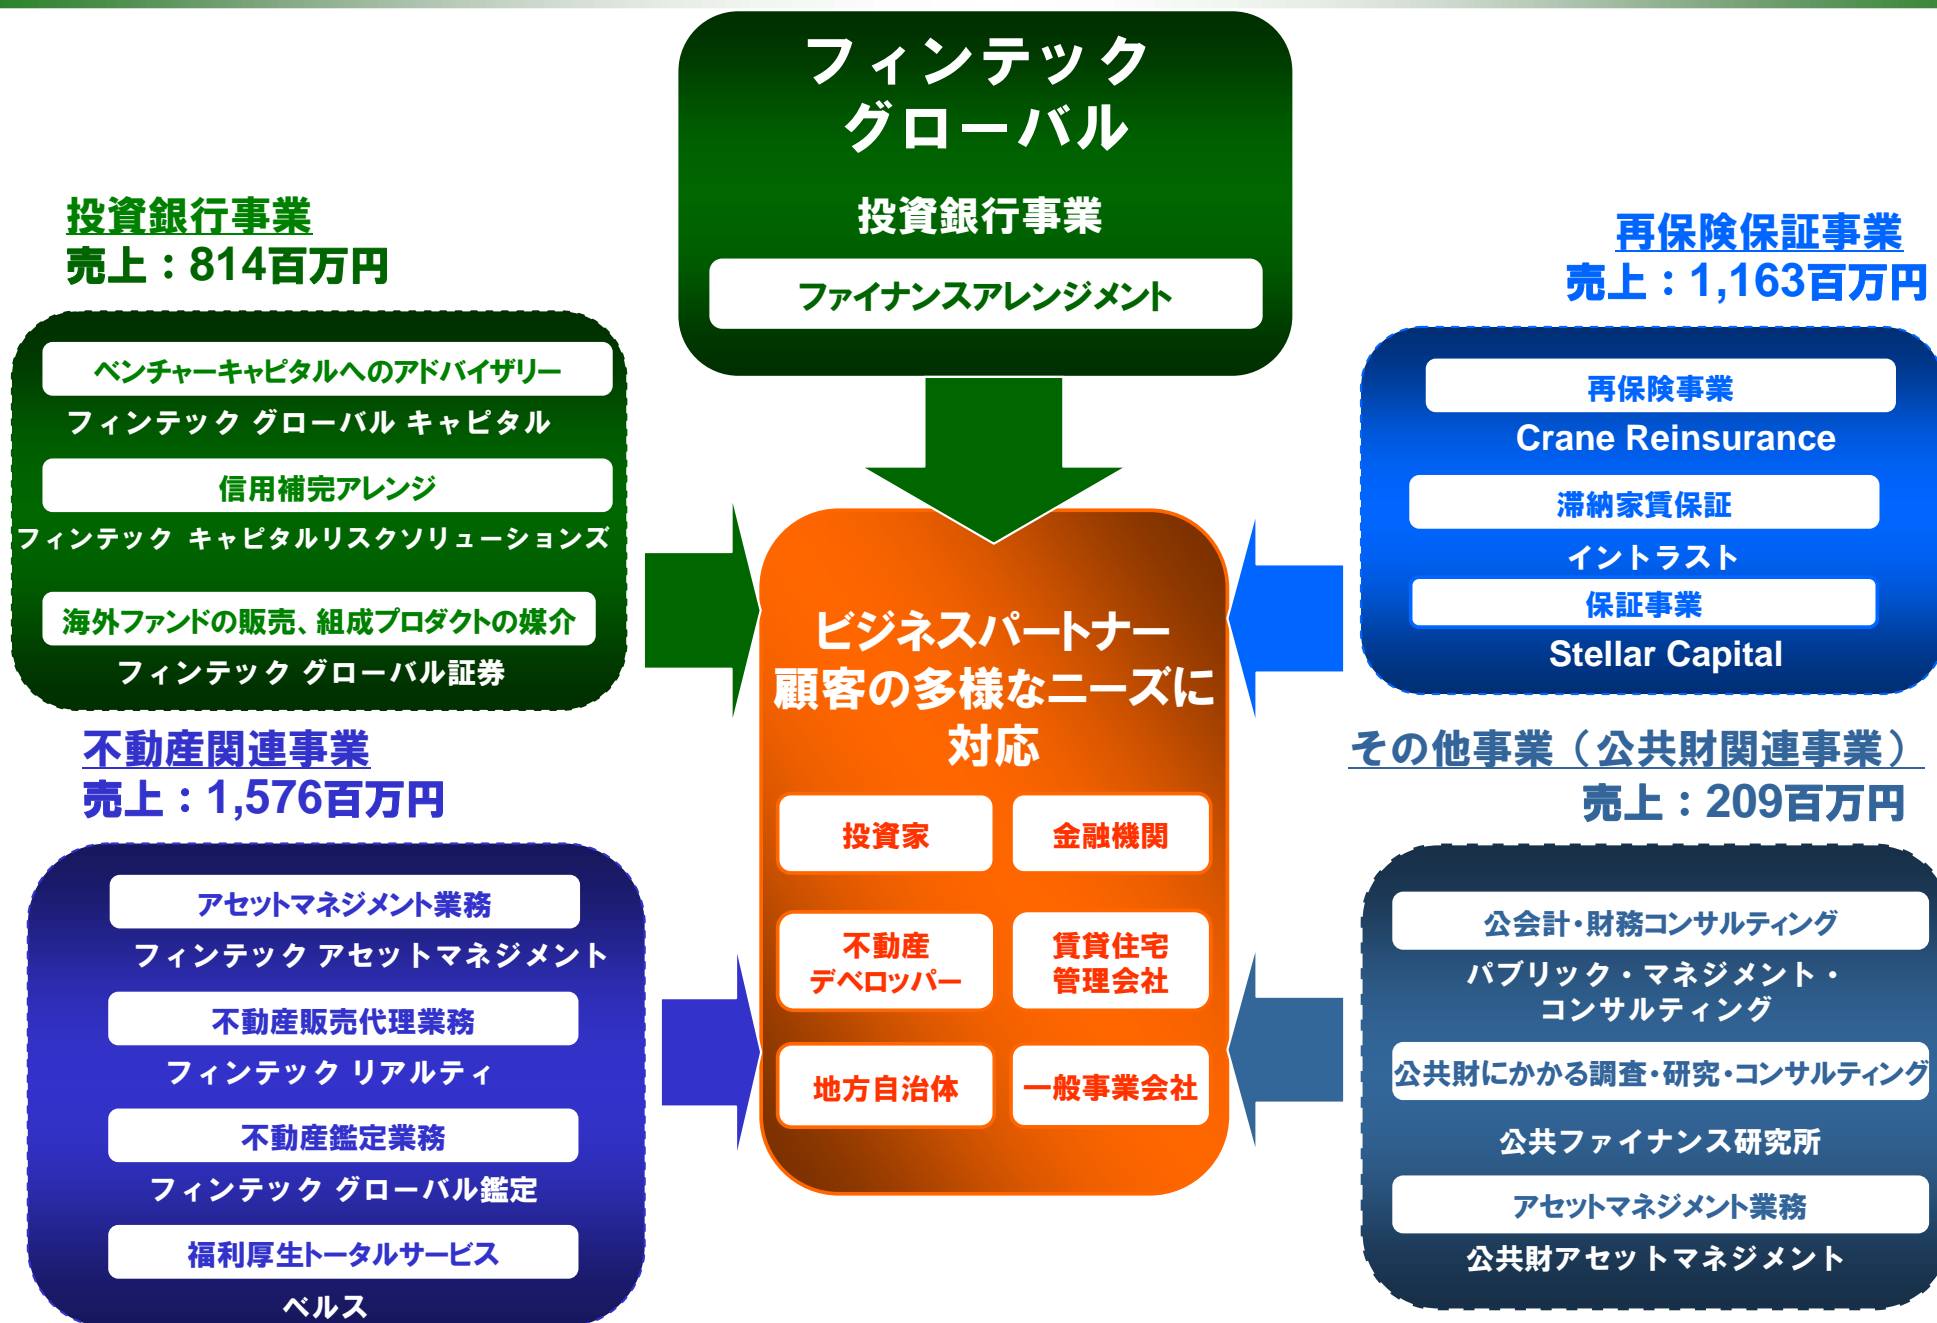 フィンテック
グローバル
投資銀行事業
ファイナンスアレンジメント
投資銀行事業
売上：814百万円
ベンチャーキャピタルへのアドバイザリー
フィンテック グローバル キャピタル
信用補完アレンジ
フィンテック キャピタルリスクソリューションズ
海外ファンドの販売、組成プロダクトの媒介
フィンテック グローバル証券
不動産関連事業
売上：1,576百万円
アセットマネジメント業務
フィンテック アセットマネジメント
不動産販売代理業務
フィンテック リアルティ
不動産鑑定業務
フィンテック グローバル鑑定
福利厚生トータルサービス
ベルス
ビジネスパートナー
顧客の多様なニーズに
対応
投資家
金融機関
不動産
デベロッパー
賃貸住宅
管理会社
地方自治体
一般事業会社
再保険保証事業
売上：1,163百万円
再保険事業
Crane Reinsurance
滞納家賃保証
イントラスト
保証事業
Stellar Capital
その他事業（公共財関連事業）
売上：209百万円
公会計・財務コンサルティング
パブリック・マネジメント・
コンサルティング
公共財にかかる調査・研究・コンサルティング
公共ファイナンス研究所
アセットマネジメント業務
公共財アセットマネジメント